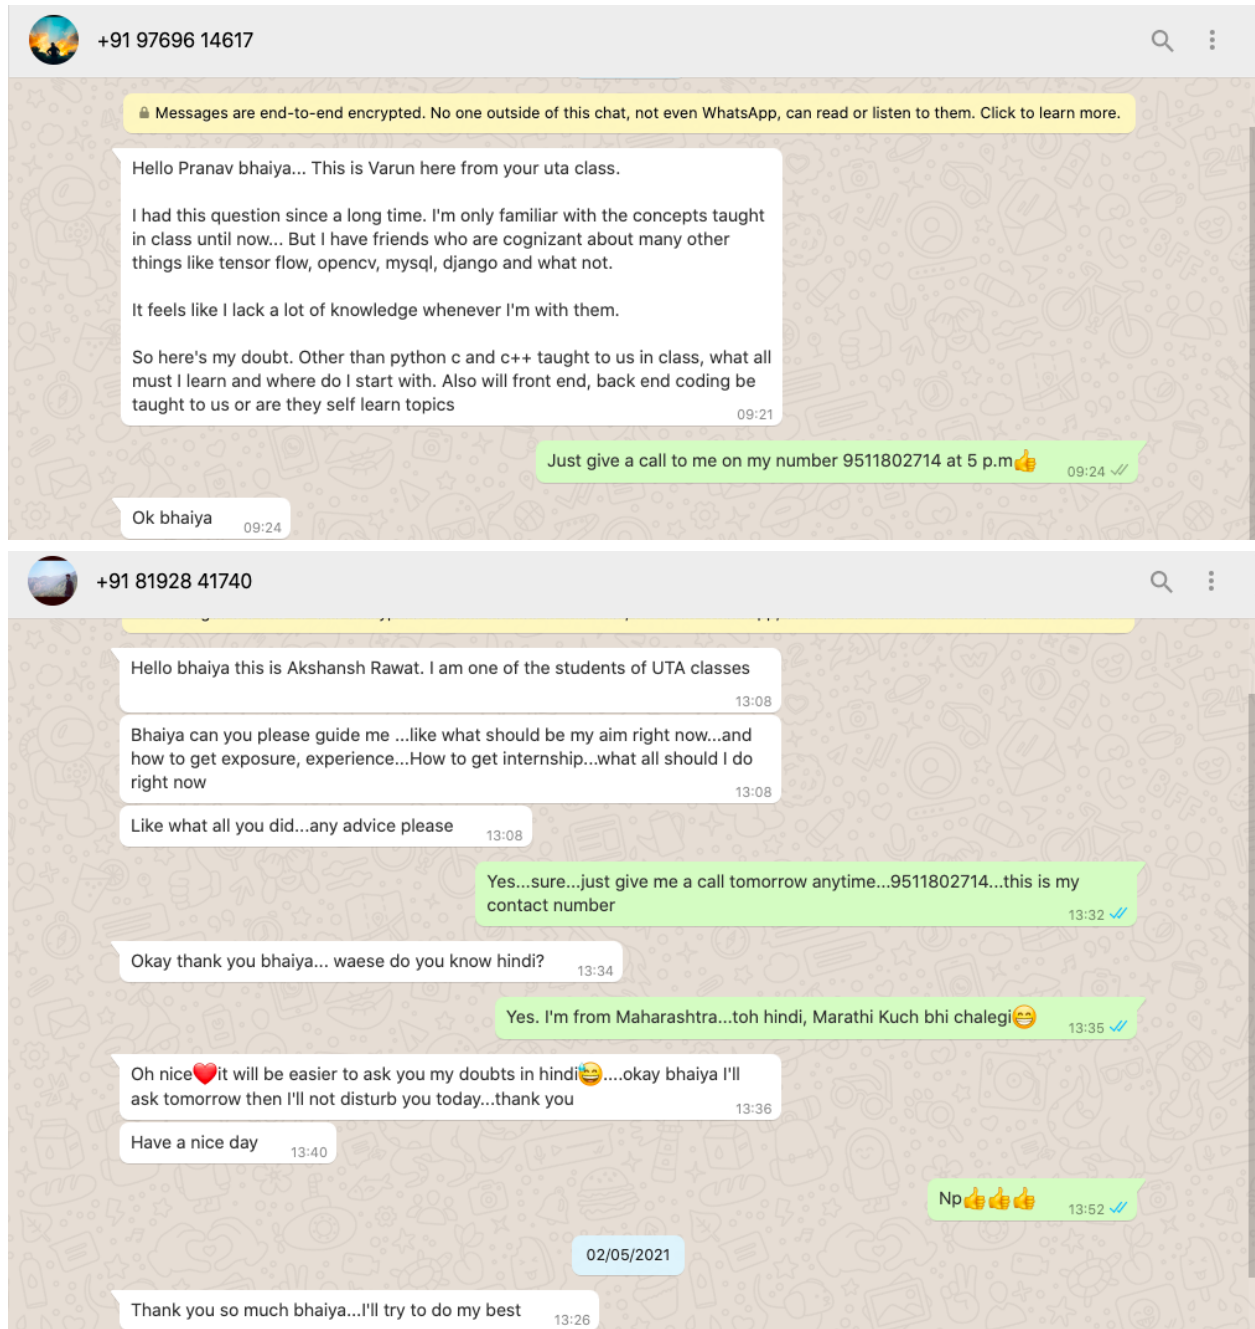 +91 97696 14617
Messages are end-to-end encrypted. No one outside of this chat, not even WhatsApp, can read or listen to them. Click to learn more.
Hello Pranav bhaiya... This is Varun here from your uta class.
I had this question since a long time. I'm only familiar with the concepts taught
in class until now... But I have friends who are cognizant about many other
things like tensor flow, opencv, mysql, django and what not.
It feels like I lack a lot of knowledge whenever I'm with them.
So here's my doubt. Other than python c and c++ taught to us in class, what all
must I learn and where do I start with. Also will front end, back end coding be
taught to us or are they self learn topics
09:21
Just give a call to me on my number 9511802714 at 5 p.m👍
09:24
Ok bhaiya
09:24
+91 81928 41740
Hello bhaiya this is Akshansh Rawat. I am one of the students of UTA classes
13:08
Bhaiya can you please guide me ...like what should be my aim right now...and
how to get exposure, experience...How to get internship...what all should I do
right now
13:08
Like what all you did...any advice please
13:08
Yes...sure...just give me a call tomorrow anytime...9511802714...this is my
contact number
13:32
Okay thank you bhaiya... waese do you know hindi?
13:34
Yes. I'm from Maharashtra...toh hindi, Marathi Kuch bhi chalegi😁
13:35
Oh nice❤️it will be easier to ask you my doubts in hindi😅....okay bhaiya I'll
ask tomorrow then I'll not disturb you today...thank you
13:36
Have a nice day
13:40
Np👍👍👍
13:52
02/05/2021
Thank you so much bhaiya...I'll try to do my best
13:26